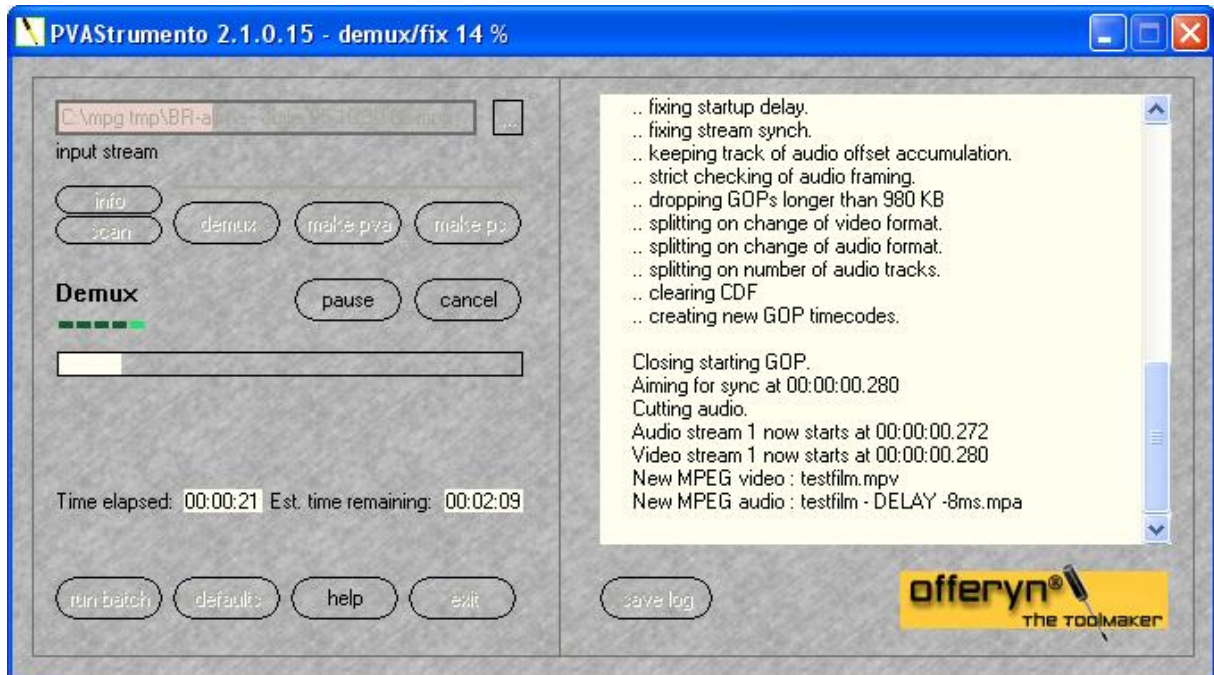 PVAStrumento 2.1.0.15 - demux/fix 14 %
C:\mpg tmp\BR-a
...
input stream
info
scan
demux
make pva
make ps
Demux
pause
cancel
Time elapsed: 00:00:21 Est. time remaining: 00:02:09
run batch
defaults
help
exit
.. fixing startup delay.
.. fixing stream synch.
.. keeping track of audio offset accumulation.
.. strict checking of audio framing.
.. dropping GOPs longer than 980 KB
.. splitting on change of video format.
.. splitting on change of audio format.
.. splitting on number of audio tracks.
.. clearing CDF
.. creating new GOP timecodes.
Closing starting GOP.
Aiming for sync at 00:00:00.280
Cutting audio.
Audio stream 1 now starts at 00:00:00.272
Video stream 1 now starts at 00:00:00.280
New MPEG video : testfilm.mpv
New MPEG audio : testfilm - DELAY -8ms.mpa
save log
offeryn®
The Toolmaker